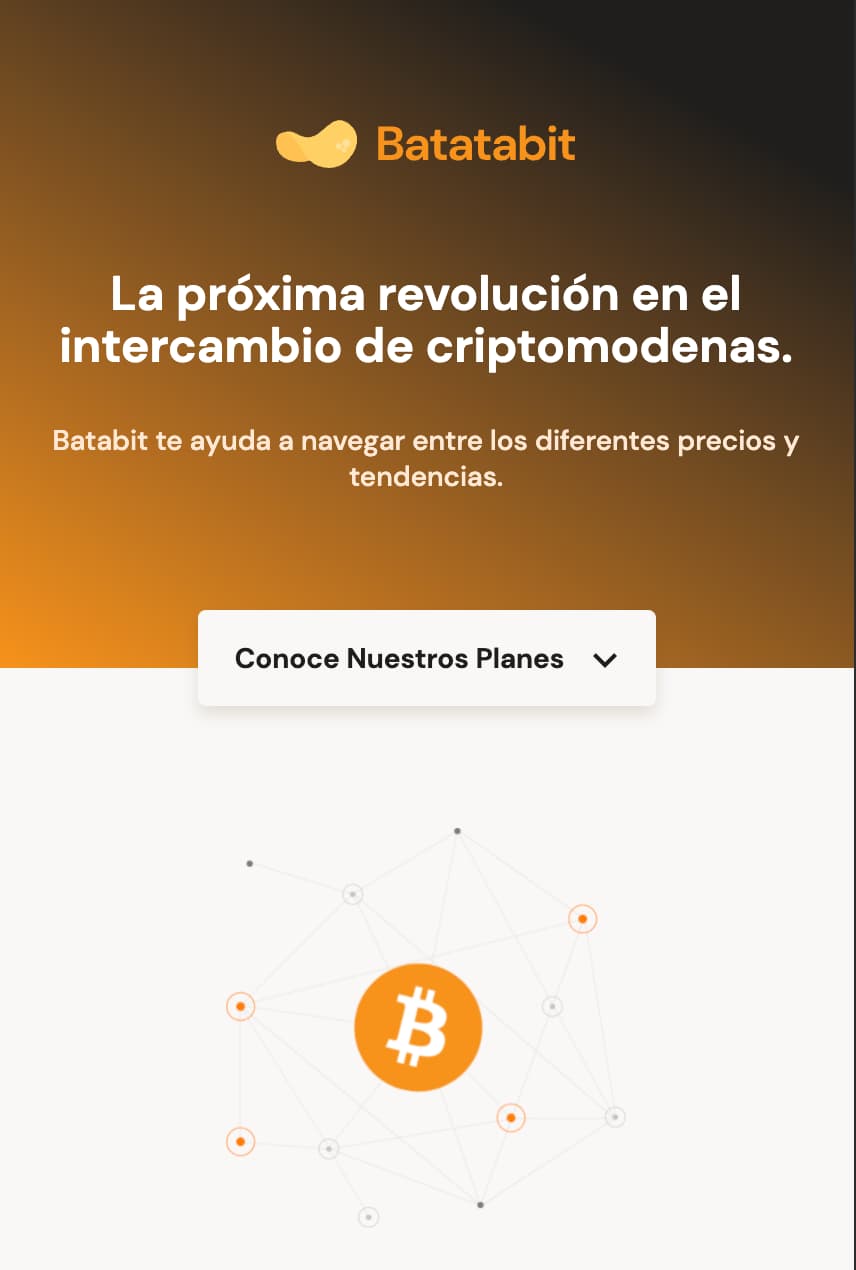 Batatabit
La próxima revolución en el
intercambio de criptomodenas.
Batabit te ayuda a navegar entre los diferentes precios y
tendencias.
Conoce Nuestros Planes